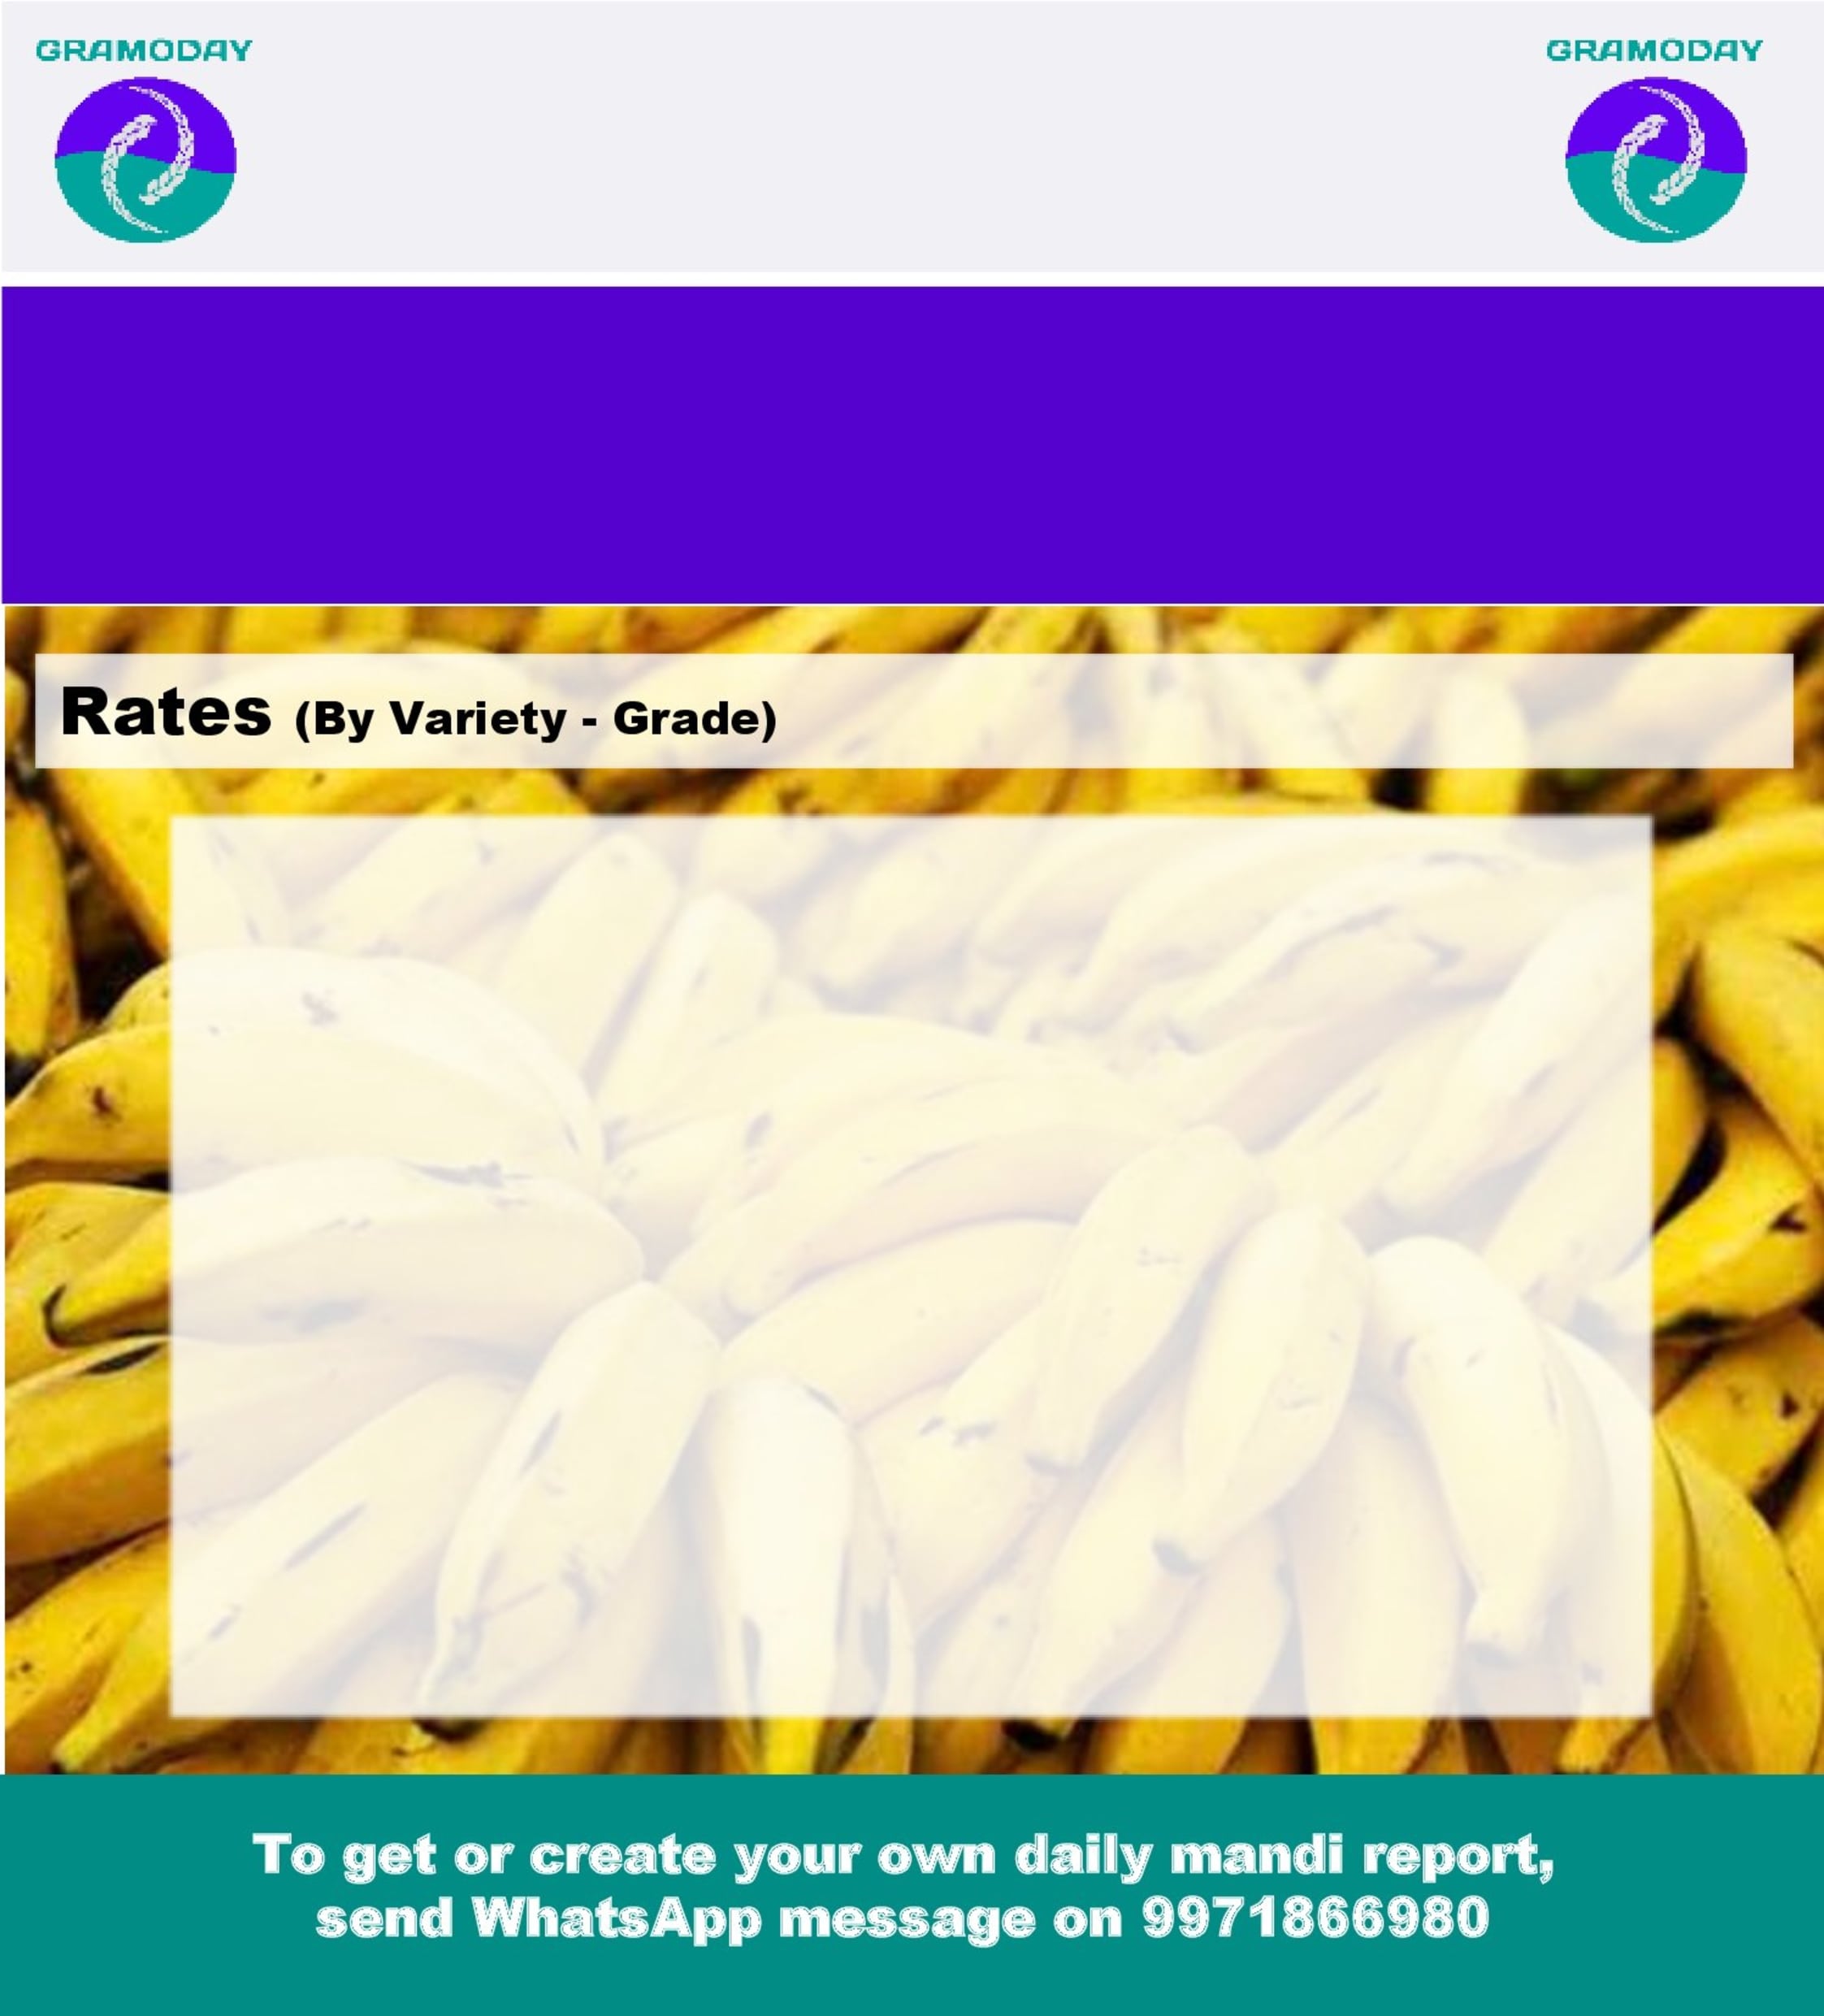 GRAMODAY GRAMODAY
Rates (By Variety - Grade)
To get or create your own daily mandi report,
send WhatsApp message on 9971866980